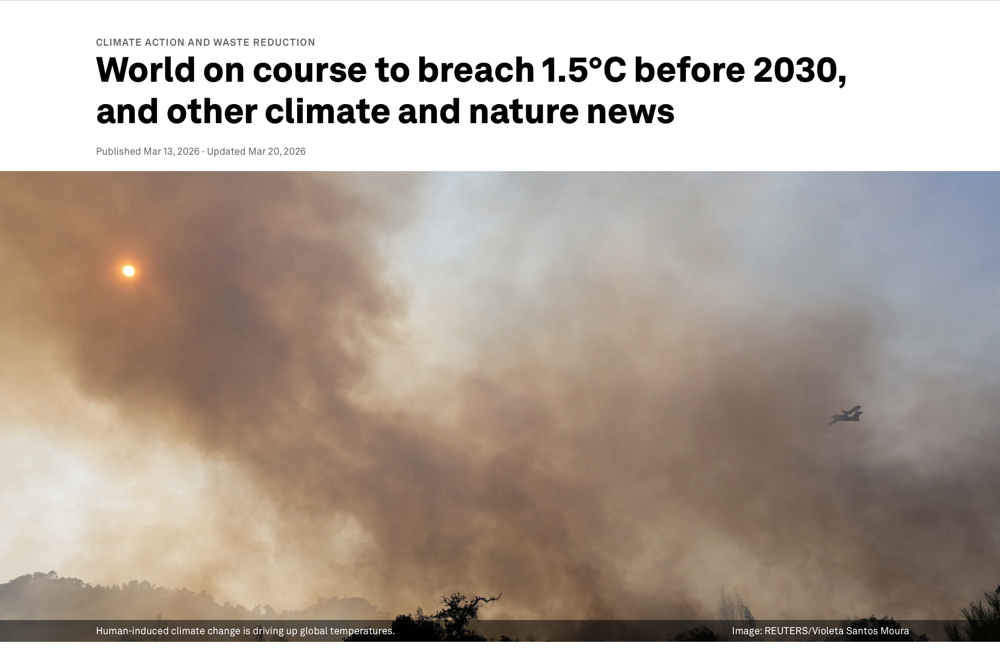 CLIMATE ACTION AND WASTE REDUCTION
World on course to breach 1.5°C before 2030,
and other climate and nature news
Published Mar 13, 2026 · Updated Mar 20, 2026
Human-induced climate change is driving up global temperatures.
Image: REUTERS/Violeta Santos Moura